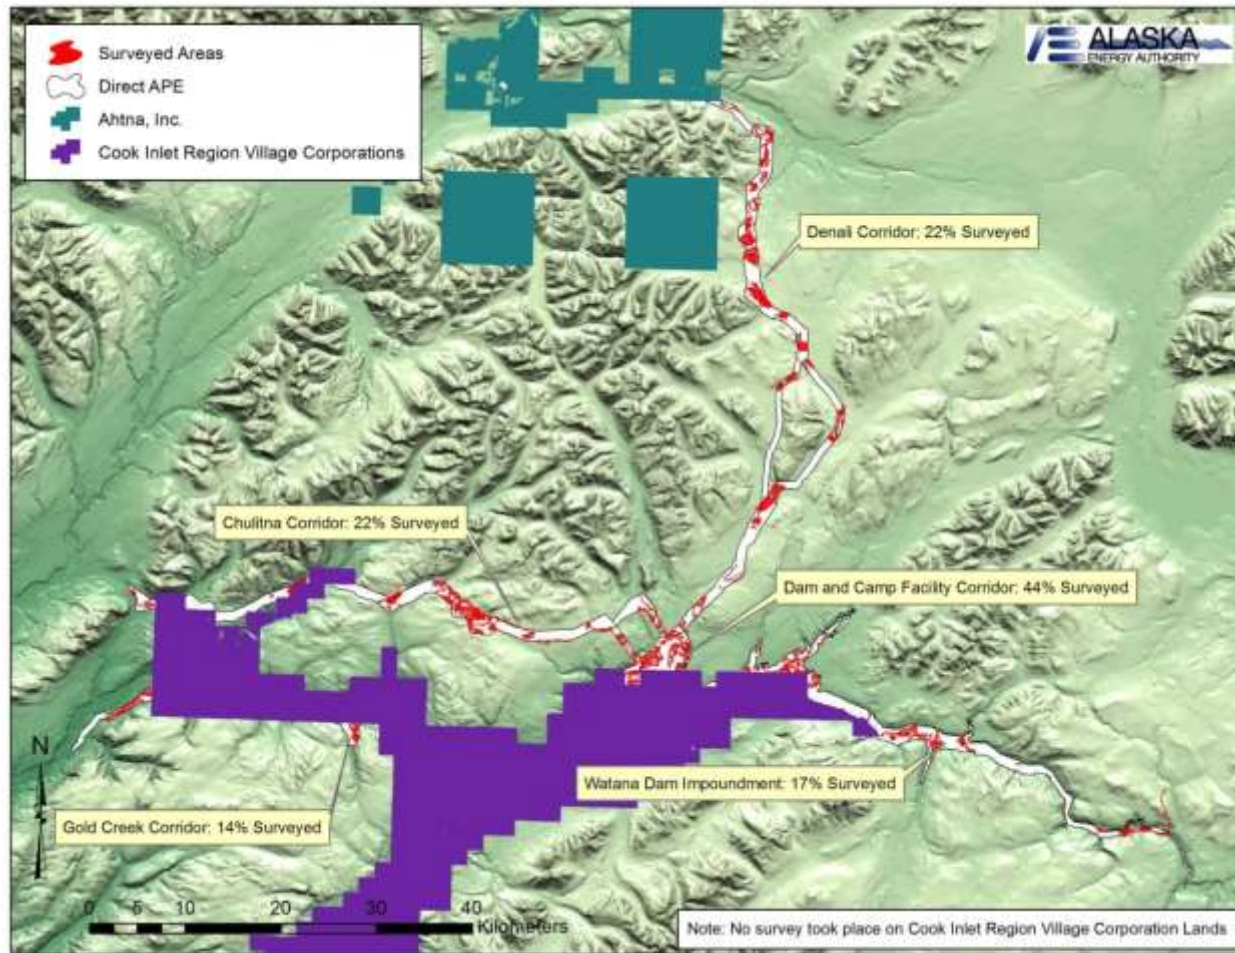 Surveyed Areas
Direct APE
Ahtna, Inc.
Cook Inlet Region Village Corporations
ALASKA
ENERGY AUTHORITY
Denali Corridor: 22% Surveyed
Chulitna Corridor: 22% Surveyed
Dam and Camp Facility Corridor: 44% Surveyed
Watana Dam Impoundment: 17% Surveyed
Gold Creek Corridor: 14% Surveyed
N
0 5 10 20 30 40
Kilometers
Note: No survey took place on Cook Inlet Region Village Corporation Lands